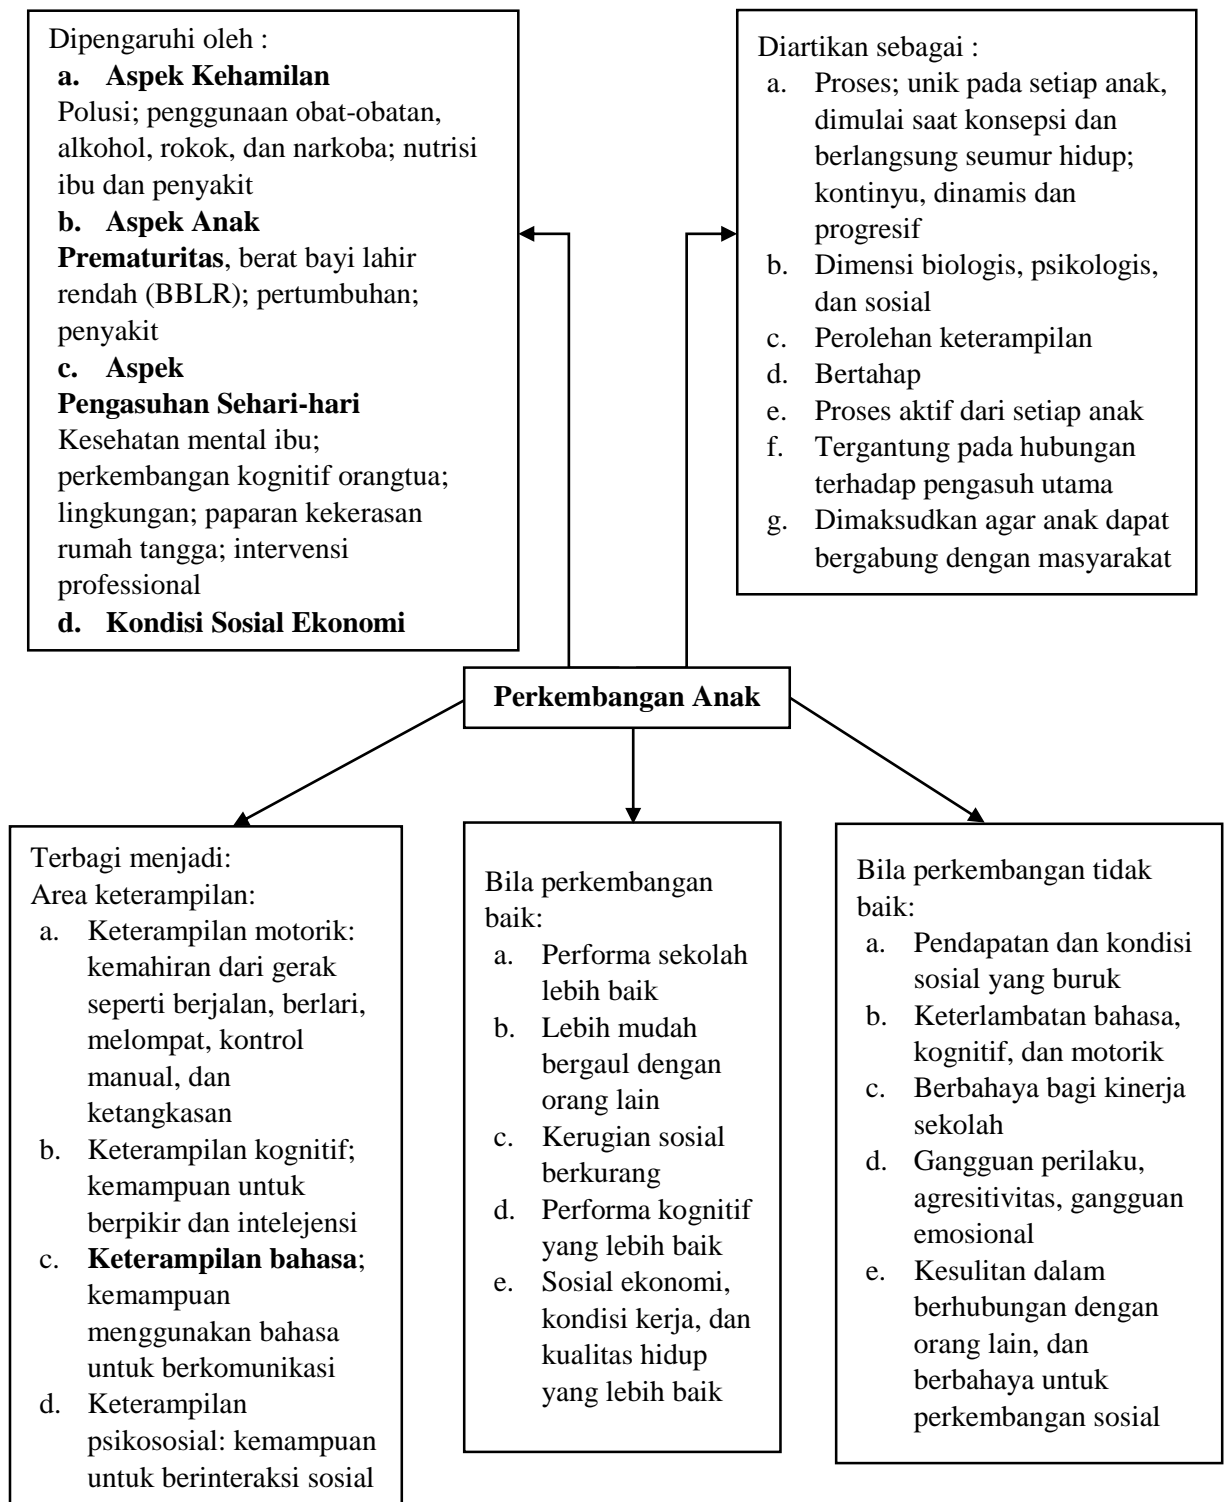 Dipengaruhi oleh :
a. Aspek Kehamilan
Polusi; penggunaan obat-obatan,
alkohol, rokok, dan narkoba; nutrisi
ibu dan penyakit
b. Aspek Anak
Prematuritas, berat bayi lahir
rendah (BBLR); pertumbuhan;
penyakit
c. Aspek
Pengasuhan Sehari-hari
Kesehatan mental ibu;
perkembangan kognitif orangtua;
lingkungan; paparan kekerasan
rumah tangga; intervensi
professional
d. Kondisi Sosial Ekonomi
Diartikan sebagai :
a. Proses; unik pada setiap anak,
dimulai saat konsepsi dan
berlangsung seumur hidup;
kontinyu, dinamis dan
progresif
b. Dimensi biologis, psikologis,
dan sosial
c. Perolehan keterampilan
d. Bertahap
e. Proses aktif dari setiap anak
f. Tergantung pada hubungan
terhadap pengasuh utama
g. Dimaksudkan agar anak dapat
bergabung dengan masyarakat
Perkembangan Anak
Terbagi menjadi:
Area keterampilan:
a. Keterampilan motorik:
kemahiran dari gerak
seperti berjalan, berlari,
melompat, kontrol
manual, dan
ketangkasan
b. Keterampilan kognitif;
kemampuan untuk
berpikir dan intelejensi
c. Keterampilan bahasa;
kemampuan
menggunakan bahasa
untuk berkomunikasi
d. Keterampilan
psikososial: kemampuan
untuk berinteraksi sosial
Bila perkembangan
baik:
a. Performa sekolah
lebih baik
b. Lebih mudah
bergaul dengan
orang lain
c. Kerugian sosial
berkurang
d. Performa kognitif
yang lebih baik
e. Sosial ekonomi,
kondisi kerja, dan
kualitas hidup
yang lebih baik
Bila perkembangan tidak
baik:
a. Pendapatan dan kondisi
sosial yang buruk
b. Keterlambatan bahasa,
kognitif, dan motorik
c. Berbahaya bagi kinerja
sekolah
d. Gangguan perilaku,
agresitivitas, gangguan
emosional
e. Kesulitan dalam
berhubungan dengan
orang lain, dan
berbahaya untuk
perkembangan sosial